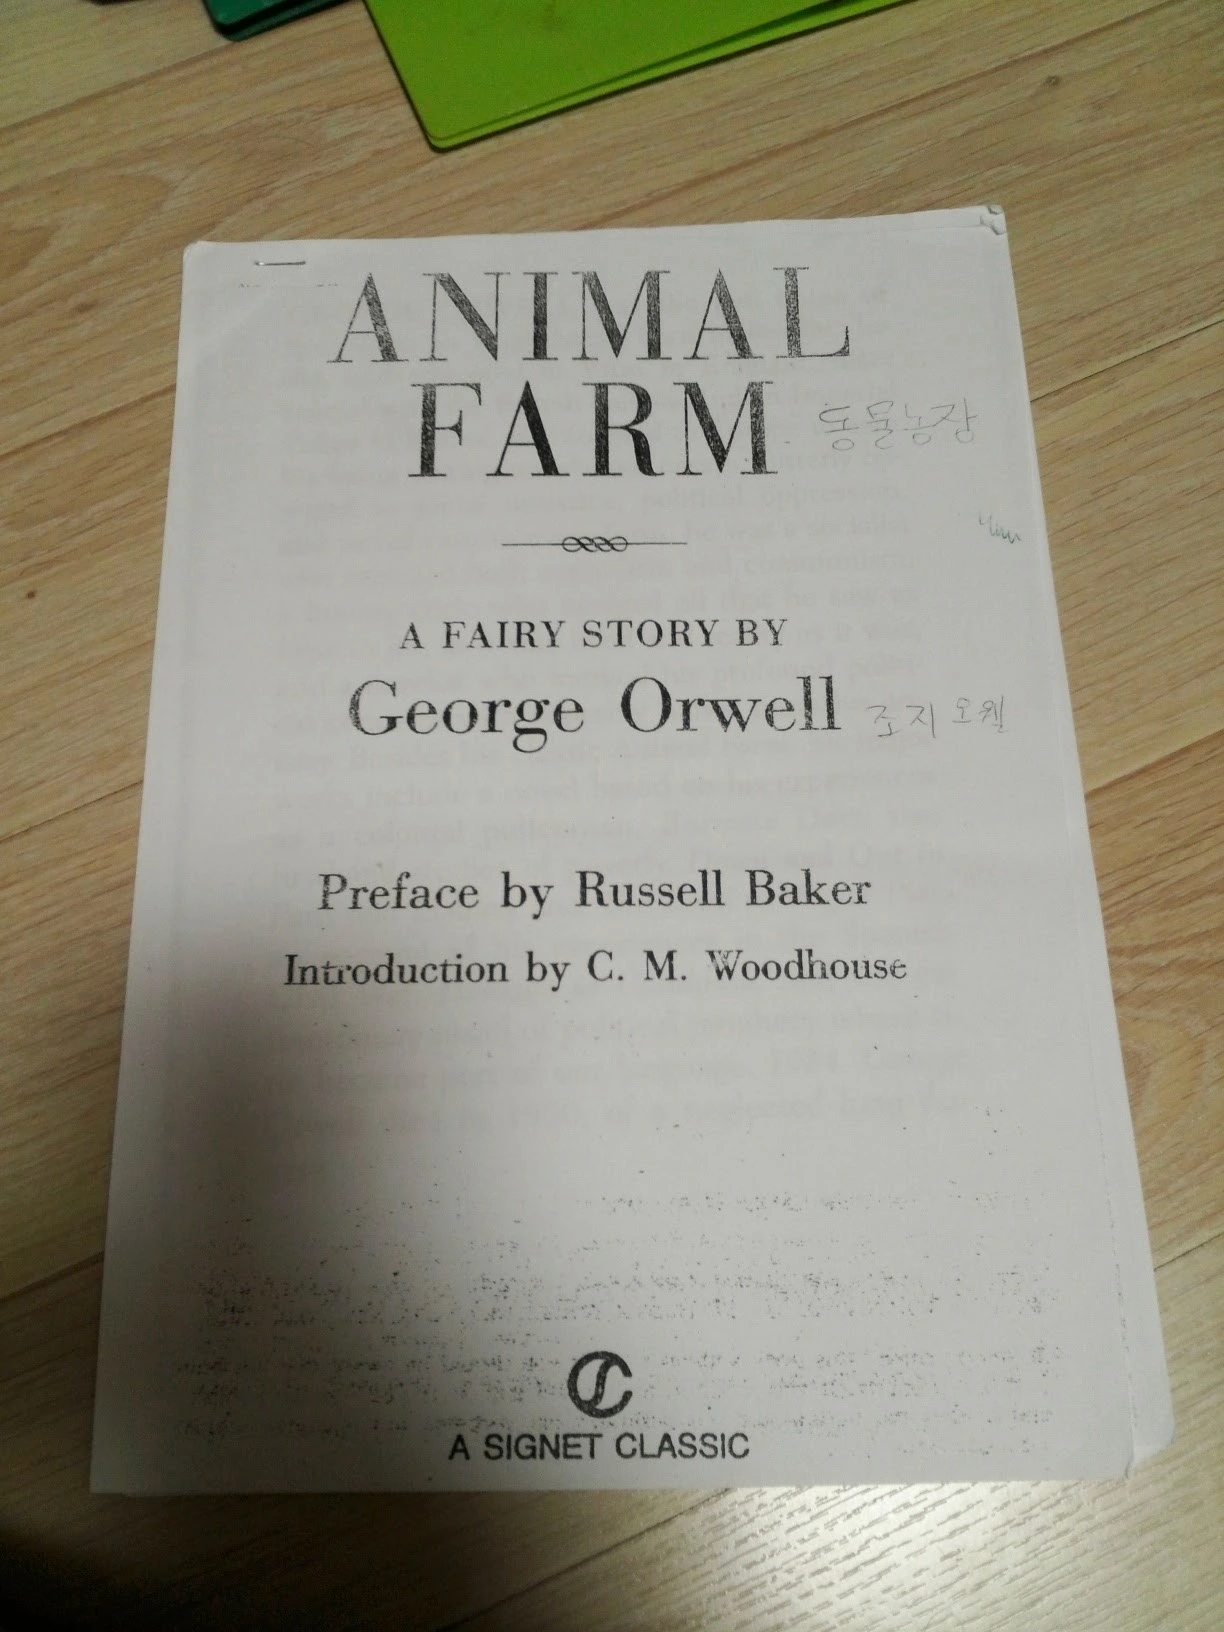 ANIMAL
FARM 동물농장
A FAIRY STORY BY
George Orwell 조지 오웰
Preface by Russell Baker
Introduction by C. M. Woodhouse
A SIGNET CLASSIC